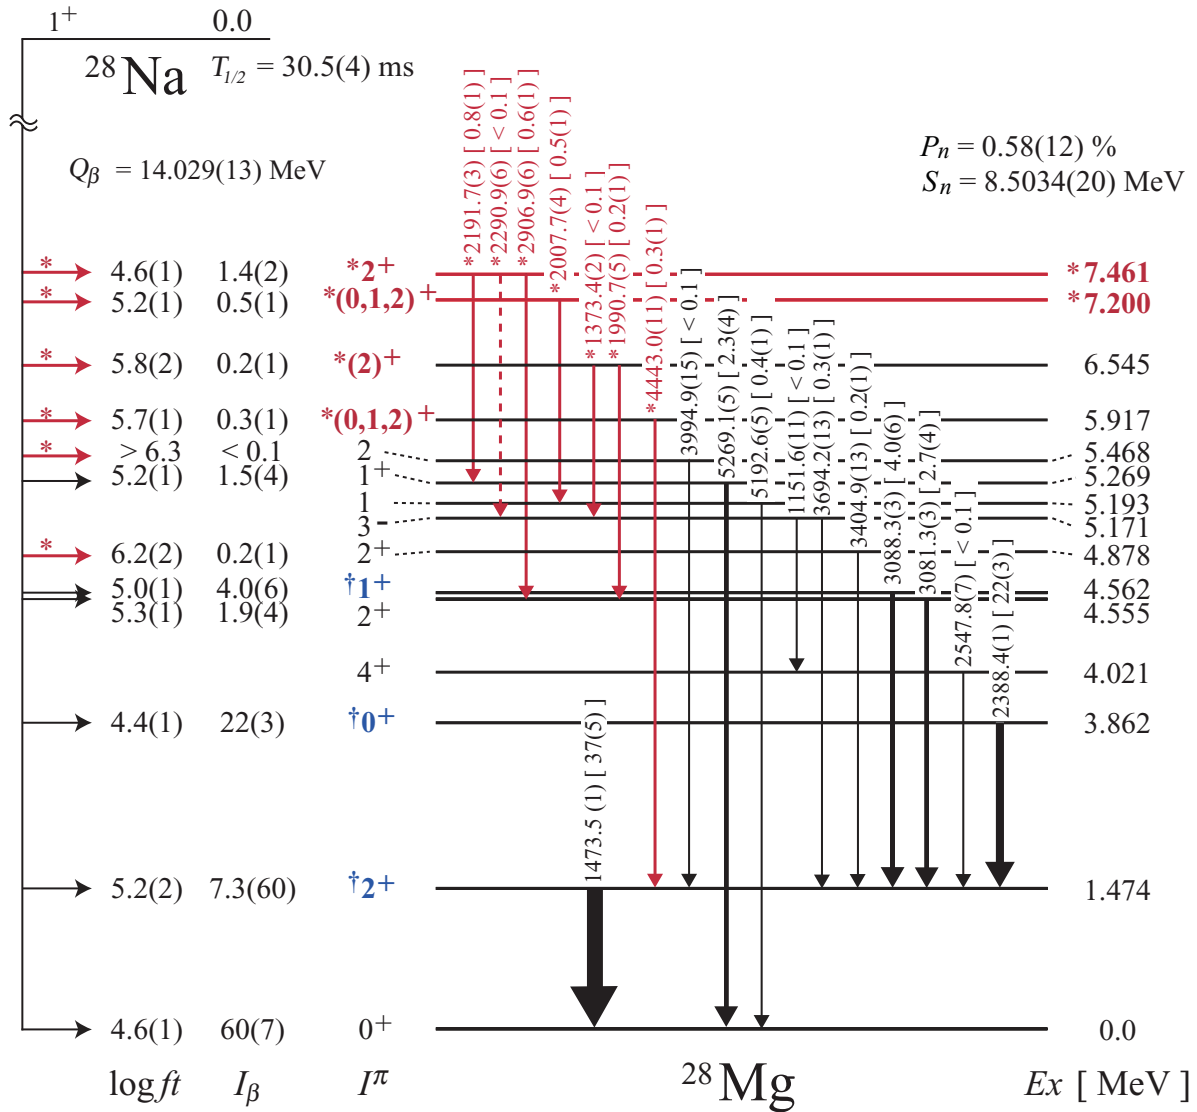 1+ 0.0
28Na T1/2 = 30.5(4) ms
Qβ = 14.029(13) MeV
Pn = 0.58(12) %
Sn = 8.5034(20) MeV
*2191.7(3) [ 0.8(1) ]
*2290.9(6) [ < 0.1 ]
*2906.9(6) [ 0.6(1) ]
*2007.7(4) [ 0.5(1) ]
*1373.4(2) [ < 0.1 ]
*1990.7(5) [ 0.2(1) ]
*4443.0(11) [ 0.3(1) ]
3994.9(15) [ < 0.1 ]
5269.1(5) [ 2.3(4) ]
5192.6(5) [ 0.4(1) ]
1151.6(11) [ < 0.1 ]
3694.2(13) [ 0.3(1) ]
3404.9(13) [ 0.2(1) ]
3088.3(3) [ 4.0(6) ]
3081.3(3) [ 2.7(4) ]
2547.8(7) [ < 0.1 ]
2388.4(1) [ 22(3) ]
1473.5 (1) [ 37(5) ]
* 4.6(1) 1.4(2) *2+ *7.461
* 5.2(1) 0.5(1) *(0,1,2)+ *7.200
* 5.8(2) 0.2(1) *(2)+ 6.545
* 5.7(1) 0.3(1) *(0,1,2)+ 5.917
* > 6.3 < 0.1 2 5.468
5.2(1) 1.5(4) 1+ 5.269
1 5.193
3 5.171
* 6.2(2) 0.2(1) 2+ 4.878
5.0(1) 4.0(6) †1+ 4.562
5.3(1) 1.9(4) 2+ 4.555
4+ 4.021
4.4(1) 22(3) †0+ 3.862
5.2(2) 7.3(60) †2+ 1.474
4.6(1) 60(7) 0+ 0.0
log ft Iβ Iπ 28Mg Ex [ MeV ]